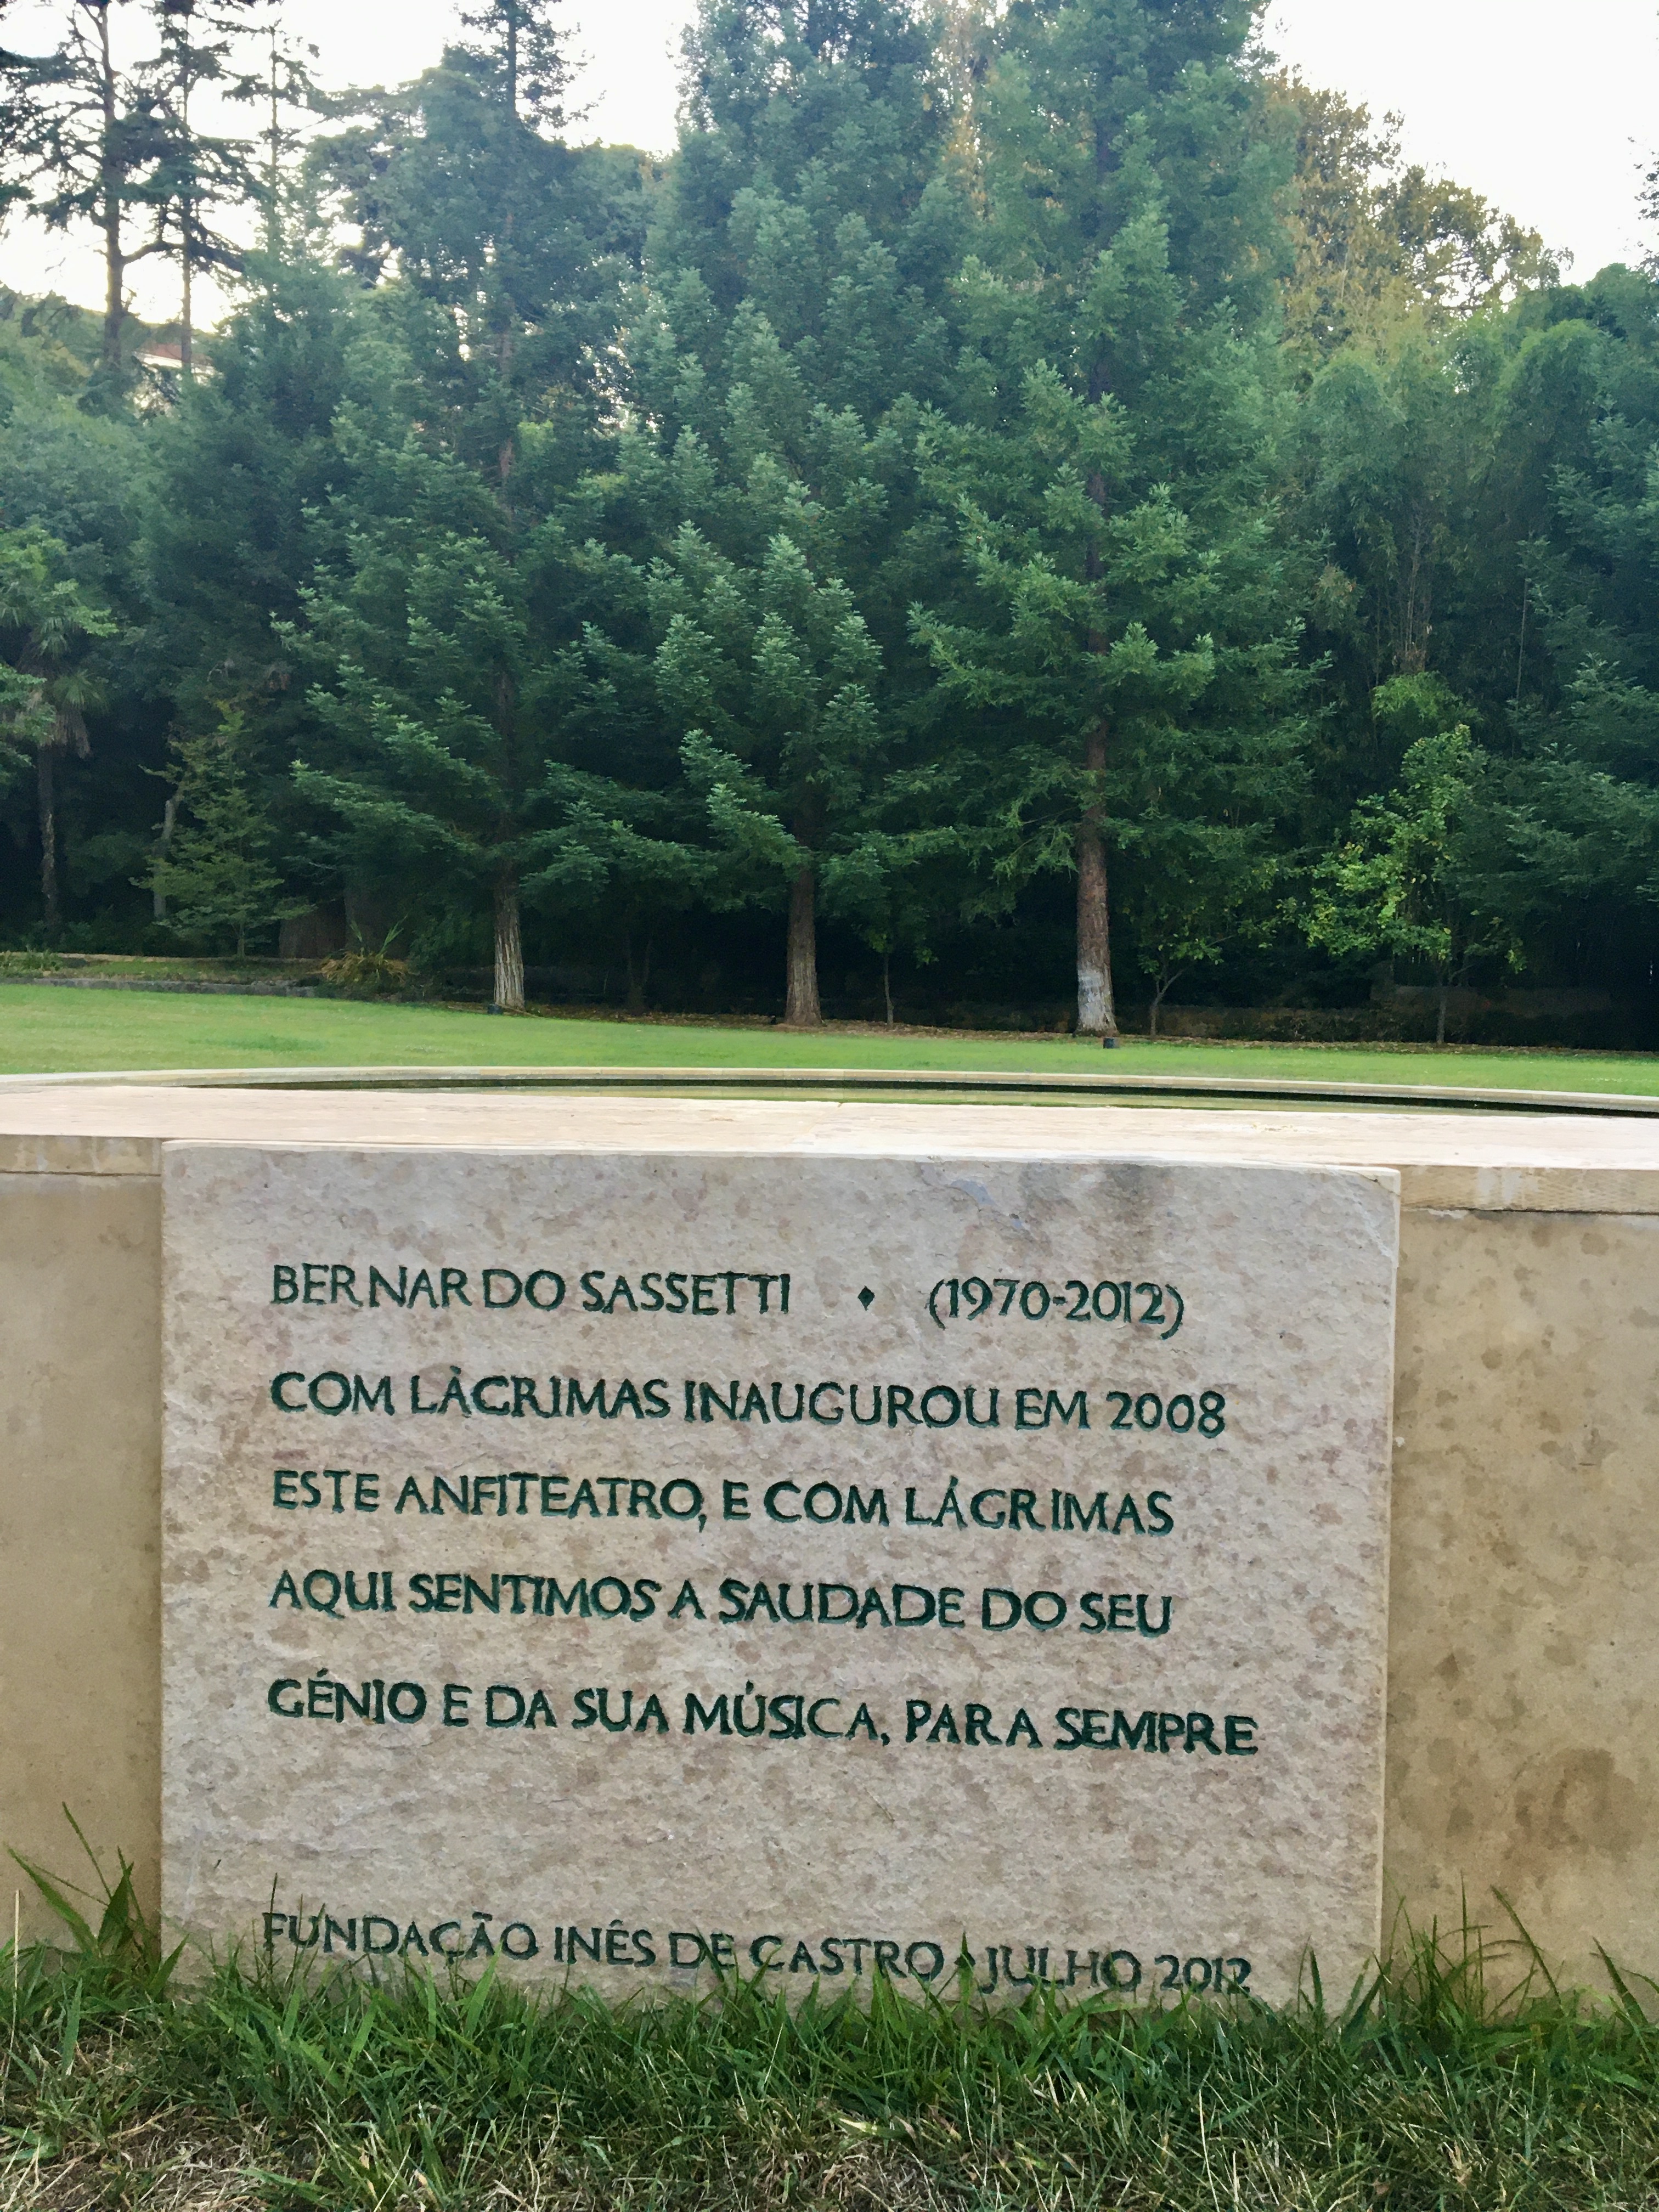 BERNARDO SASSETTI ♦ (1970-2012)
COM LÀGRIMAS INAUGUROU EM 2008
ESTE ANFITEATRO, E COM LÁGRIMAS
AQUI SENTIMOS A SAUDADE DO SEU
GÉNIO E DA SUA MÚSICA, PARA SEMPRE
FUNDAÇÃO INÊS DE CASTRO ♦ JULHO 2012